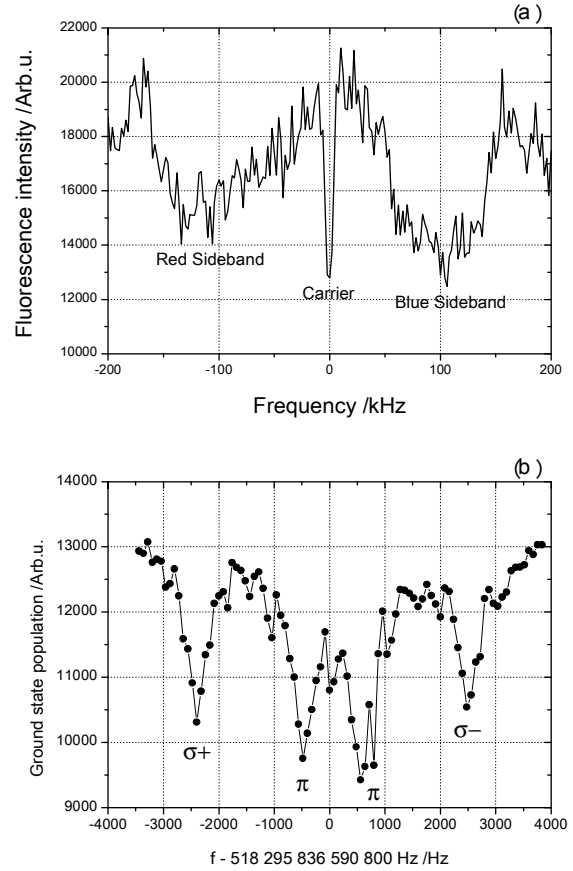 (a)
Fluorescence intensity /Arb.u.
22000
20000
18000
16000
14000
12000
10000
Red Sideband
Carrier
Blue Sideband
-200
-100
0
100
200
Frequency /kHz
(b)
Ground state population /Arb.u.
14000
13000
12000
11000
10000
9000
σ+
π
π
σ−
-4000
-3000
-2000
-1000
0
1000
2000
3000
4000
f - 518 295 836 590 800 Hz /Hz